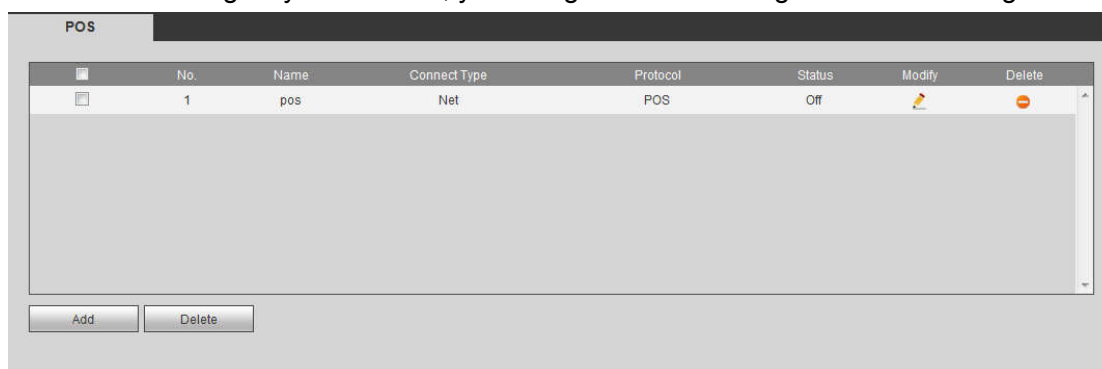 POS
No. Name Connect Type Protocol Status Modify Delete
1 pos Net POS Off
Add Delete